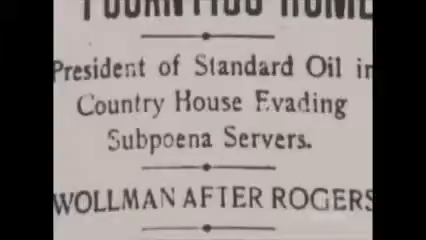 President of Standard Oil in
Country House Evading
Subpoena Servers.
WOLLMAN AFTER ROGERS